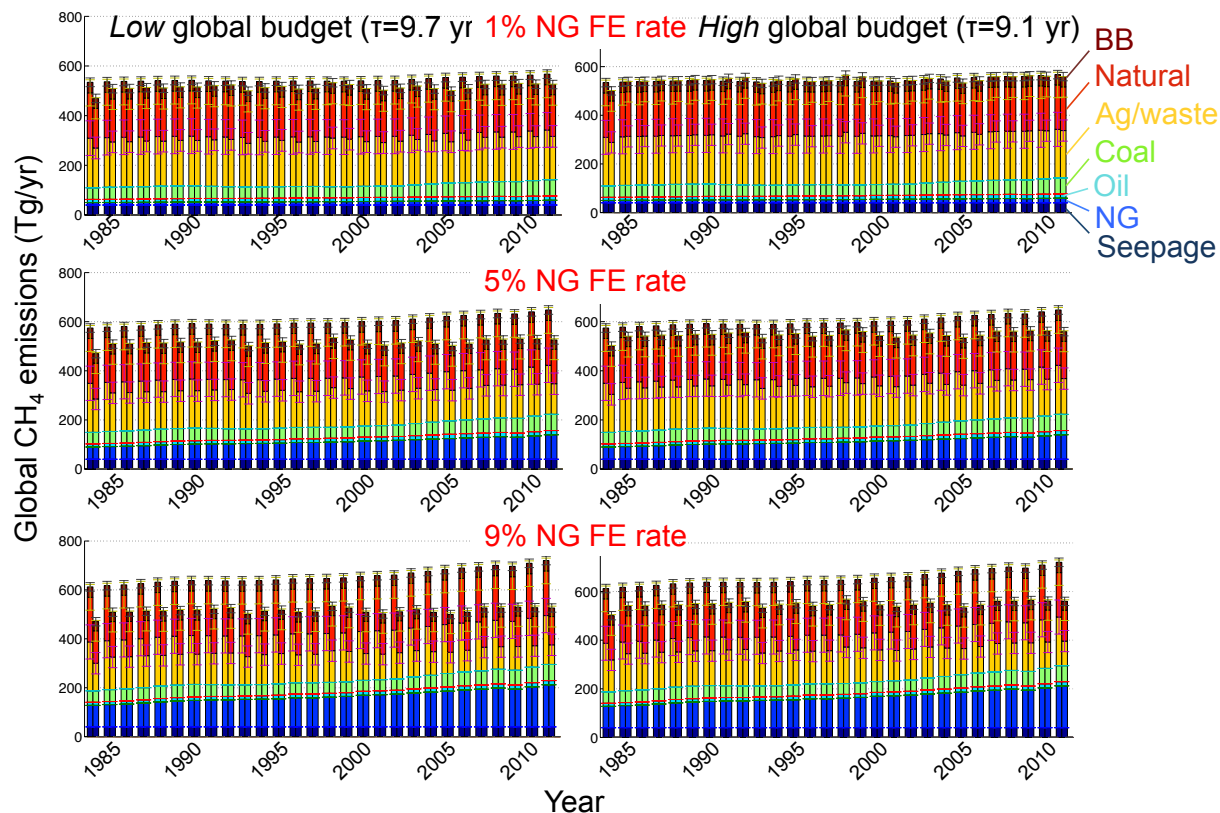 Low global budget (τ=9.7 yr 1% NG FE rate High global budget (τ=9.1 yr)
BB
Natural
Ag/waste
Coal
Oil
NG
Seepage
Global CH4 emissions (Tg/yr)
800
600
400
200
0
1985 1990 1995 2000 2005 2010
600
400
200
0
1985 1990 1995 2000 2005 2010
5% NG FE rate
800
600
400
200
0
1985 1990 1995 2000 2005 2010
600
400
200
0
1985 1990 1995 2000 2005 2010
9% NG FE rate
800
600
400
200
0
1985 1990 1995 2000 2005 2010
600
400
200
0
1985 1990 1995 2000 2005 2010
Year